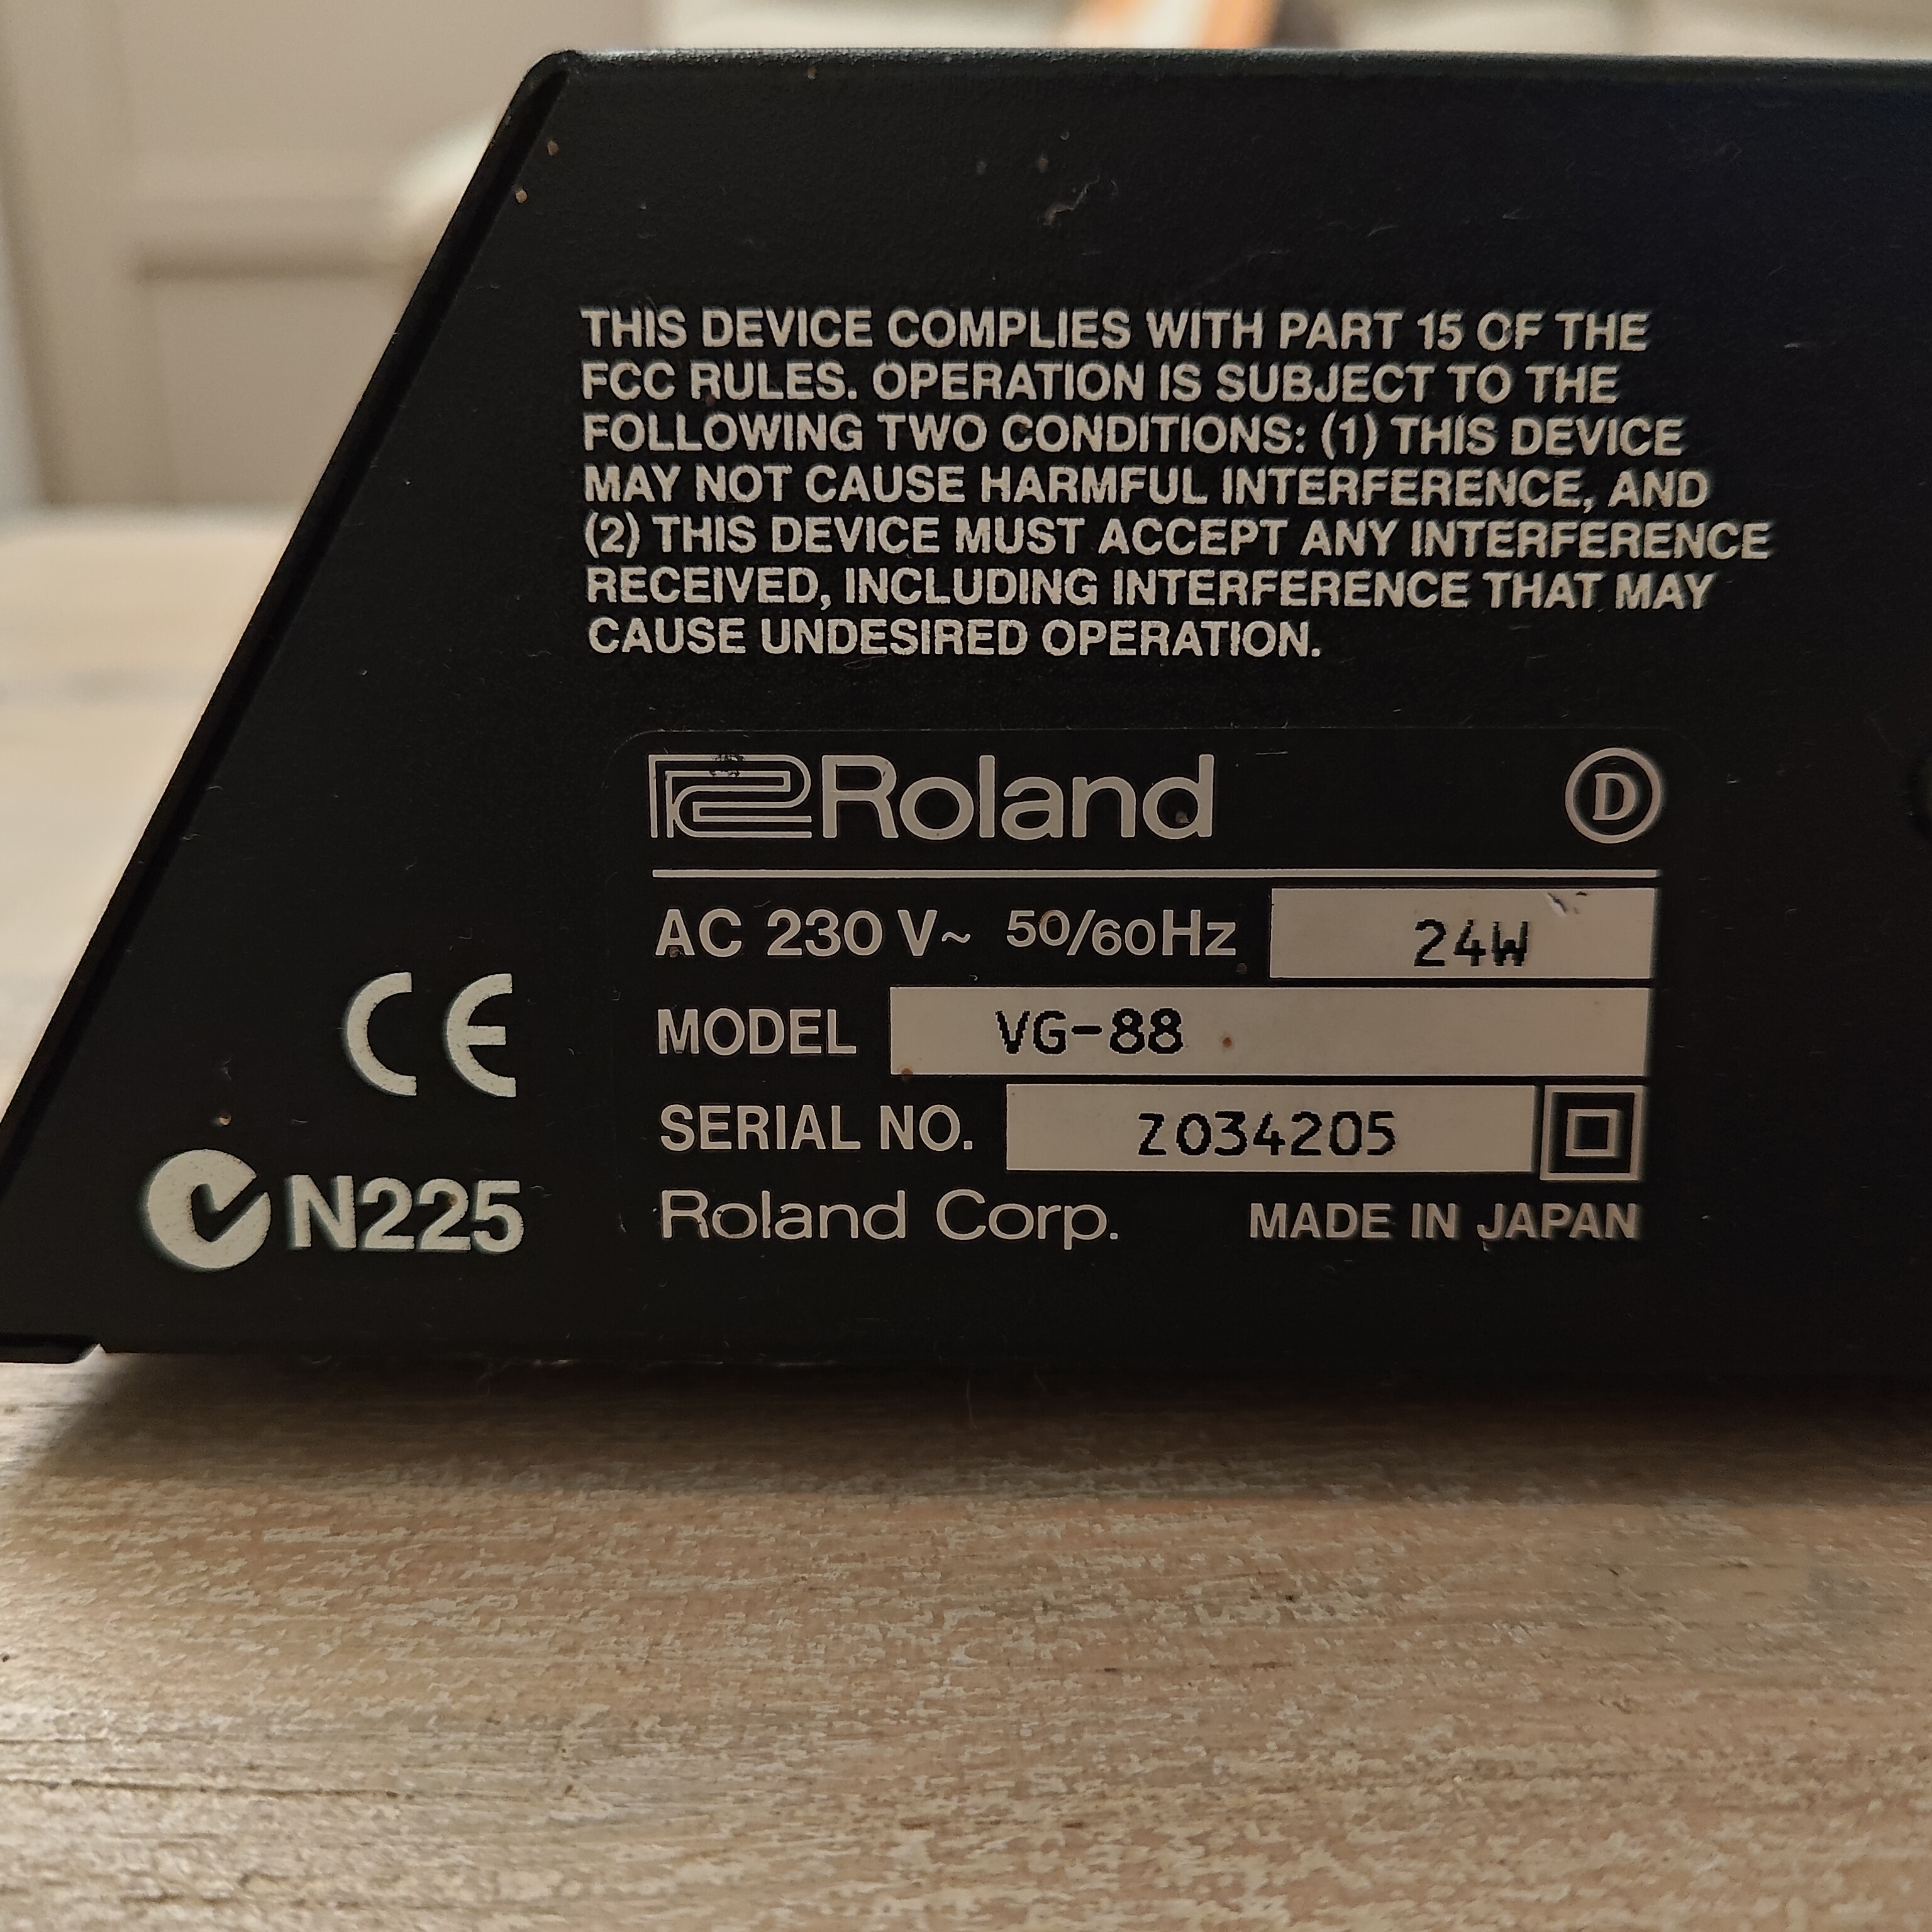 THIS DEVICE COMPLIES WITH PART 15 OF THE
FCC RULES. OPERATION IS SUBJECT TO THE
FOLLOWING TWO CONDITIONS: (1) THIS DEVICE
MAY NOT CAUSE HARMFUL INTERFERENCE, AND
(2) THIS DEVICE MUST ACCEPT ANY INTERFERENCE
RECEIVED, INCLUDING INTERFERENCE THAT MAY
CAUSE UNDESIRED OPERATION.
Roland D
AC 230 V~ 50/60Hz 24W
MODEL VG-88
SERIAL NO. Z034205
Roland Corp. MADE IN JAPAN
CE
N225